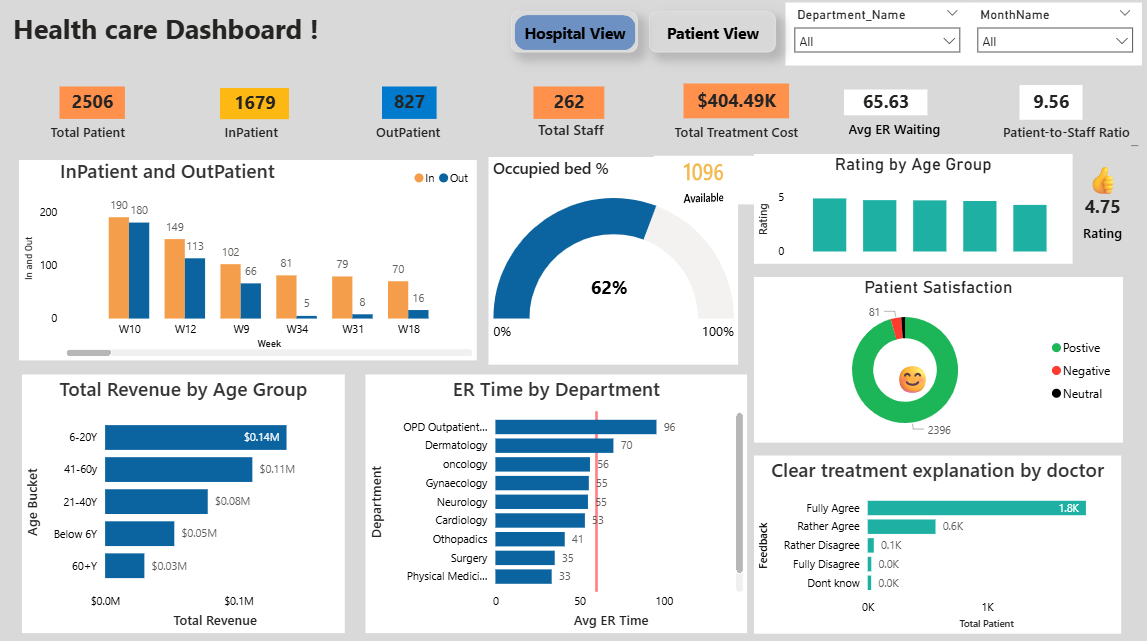 Health care Dashboard !
Hospital View
Patient View
Department_Name
All
MonthName
All
2506
Total Patient
1679
InPatient
827
OutPatient
262
Total Staff
$404.49K
Total Treatment Cost
65.63
Avg ER Waiting
9.56
Patient-to-Staff Ratio
InPatient and OutPatient
In Out
In and Out
200
100
0
190 180
149 113
102 66
81 5
79 8
70 16
W10 W12 W9 W34 W31 W18
Week
Occupied bed %
1096
Available
62%
0% 100%
Rating by Age Group
Rating
5
0
4.75
Rating
Patient Satisfaction
81
2396
Postive
Negative
Neutral
Total Revenue by Age Group
Age Bucket
6-20Y $0.14M
41-60y $0.11M
21-40Y $0.08M
Below 6Y $0.05M
60+Y $0.03M
$0.0M $0.1M
Total Revenue
ER Time by Department
Department
OPD Outpatient... 96
Dermatology 70
oncology 56
Gynaecology 55
Neurology 55
Cardiology 53
Othopadics 41
Surgery 35
Physical Medici... 33
0 50 100
Avg ER Time
Clear treatment explanation by doctor
Feedback
Fully Agree 1.8K
Rather Agree 0.6K
Rather Disagree 0.1K
Fully Disagree 0.0K
Dont know 0.0K
0K 1K
Total Patient